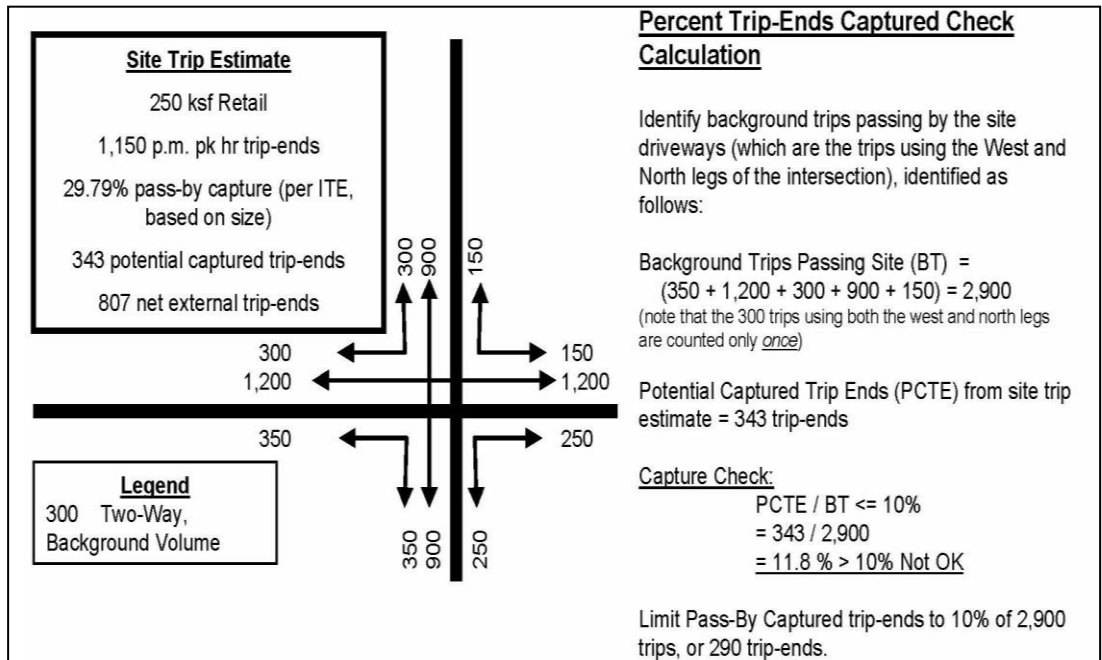 Site Trip Estimate
250 ksf Retail
1,150 p.m. pk hr trip-ends
29.79% pass-by capture (per ITE,
based on size)
343 potential captured trip-ends
807 net external trip-ends
300
900
150
300
150
1,200
1,200
350
250
350
900
250
Legend
300 Two-Way,
Background Volume
Percent Trip-Ends Captured Check
Calculation
Identify background trips passing by the site
driveways (which are the trips using the West and
North legs of the intersection), identified as
follows:
Background Trips Passing Site (BT) =
(350 + 1,200 + 300 + 900 + 150) = 2,900
(note that the 300 trips using both the west and north legs
are counted only once)
Potential Captured Trip Ends (PCTE) from site trip
estimate = 343 trip-ends
Capture Check:
PCTE / BT <= 10%
= 343 / 2,900
= 11.8 % > 10% Not OK
Limit Pass-By Captured trip-ends to 10% of 2,900
trips, or 290 trip-ends.